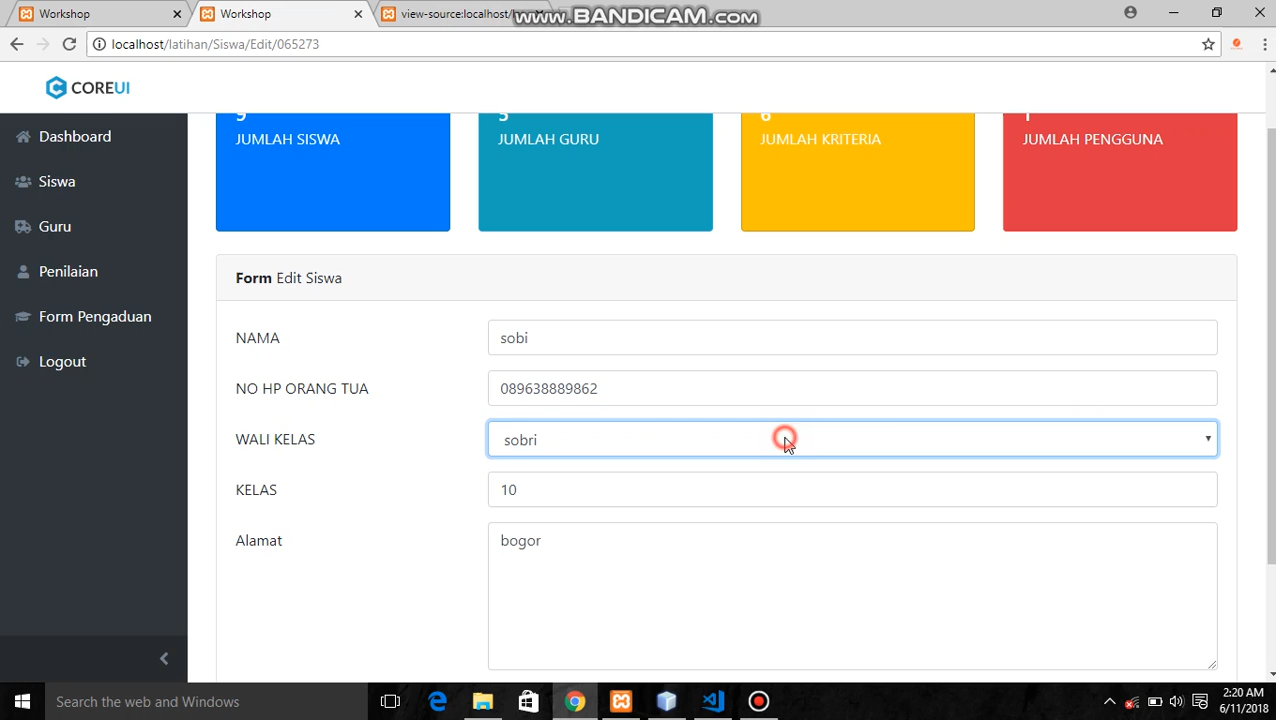 Workshop
Workshop
view-source:localhost/
www.BANDICAM.com
localhost/latihan/Siswa/Edit/065273
COREUI
Dashboard
Siswa
Guru
Penilaian
Form Pengaduan
Logout
JUMLAH SISWA
JUMLAH GURU
JUMLAH KRITERIA
JUMLAH PENGGUNA
Form Edit Siswa
NAMA
sobi
NO HP ORANG TUA
089638889862
WALI KELAS
sobri
KELAS
10
Alamat
bogor
Search the web and Windows
2:20 AM
6/11/2018